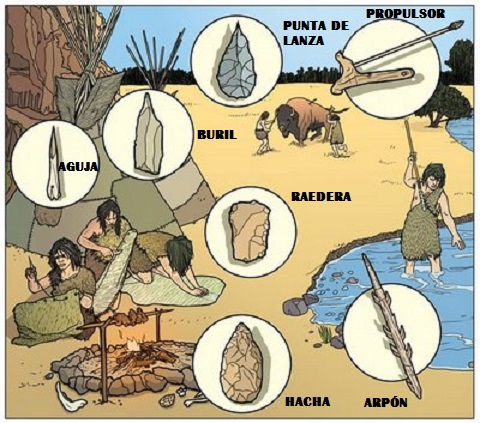 PROPULSOR
PUNTA DE
LANZA
BURIL
AGUJA
RAEDERA
HACHA
ARPÓN